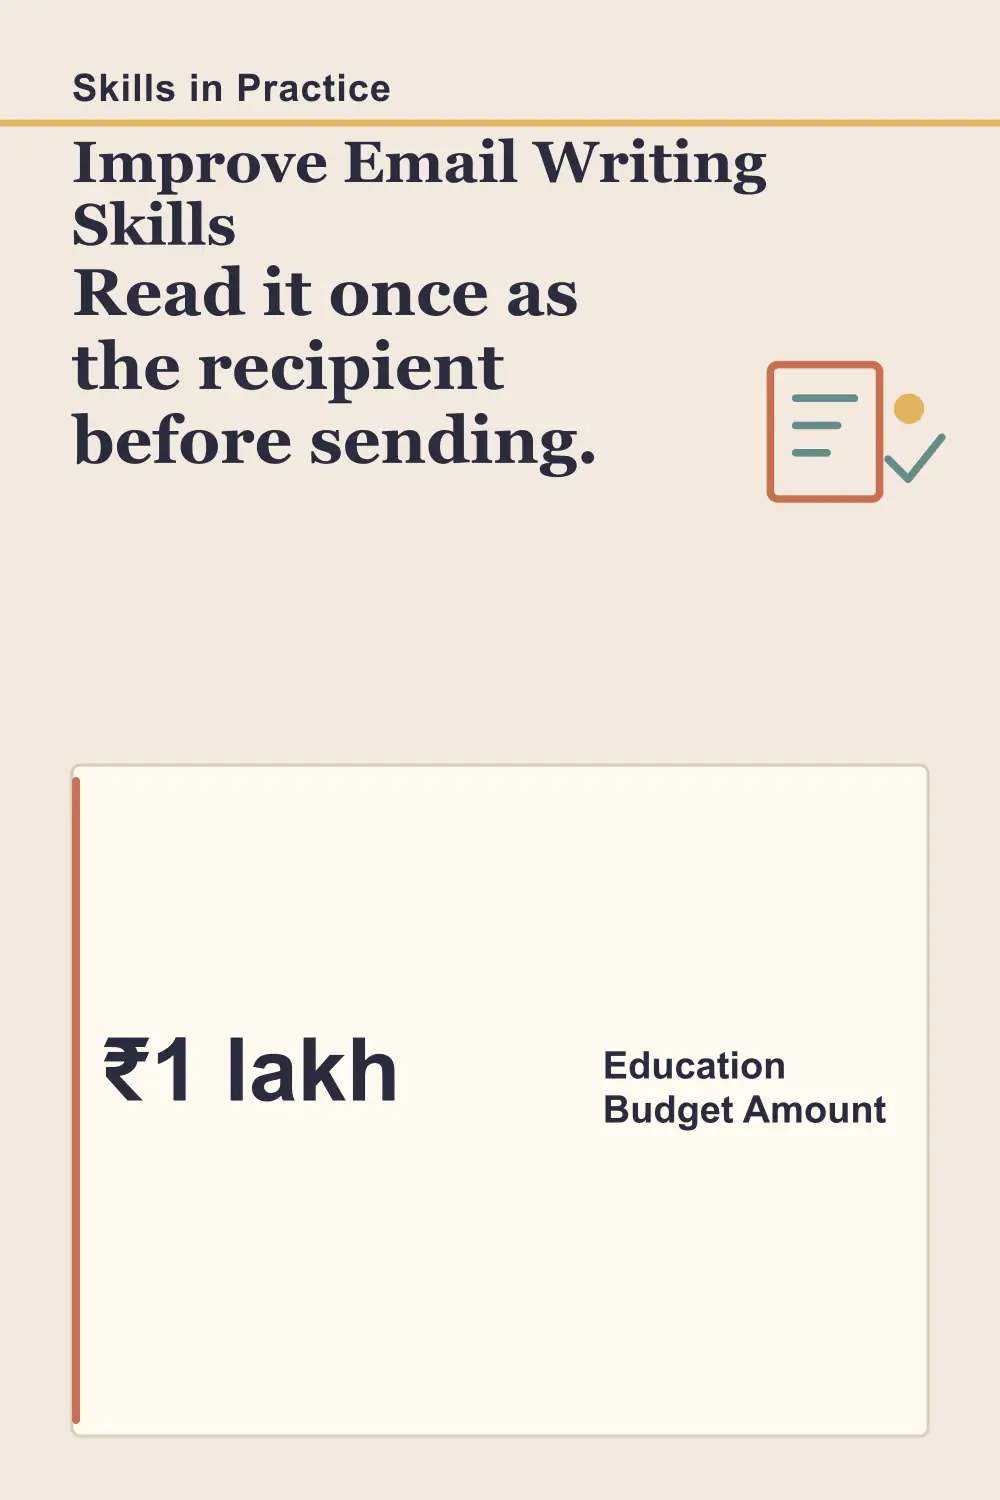 Skills in Practice
Improve Email Writing
Skills
Read it once as
the recipient
before sending.
₹1 lakh
Education
Budget Amount